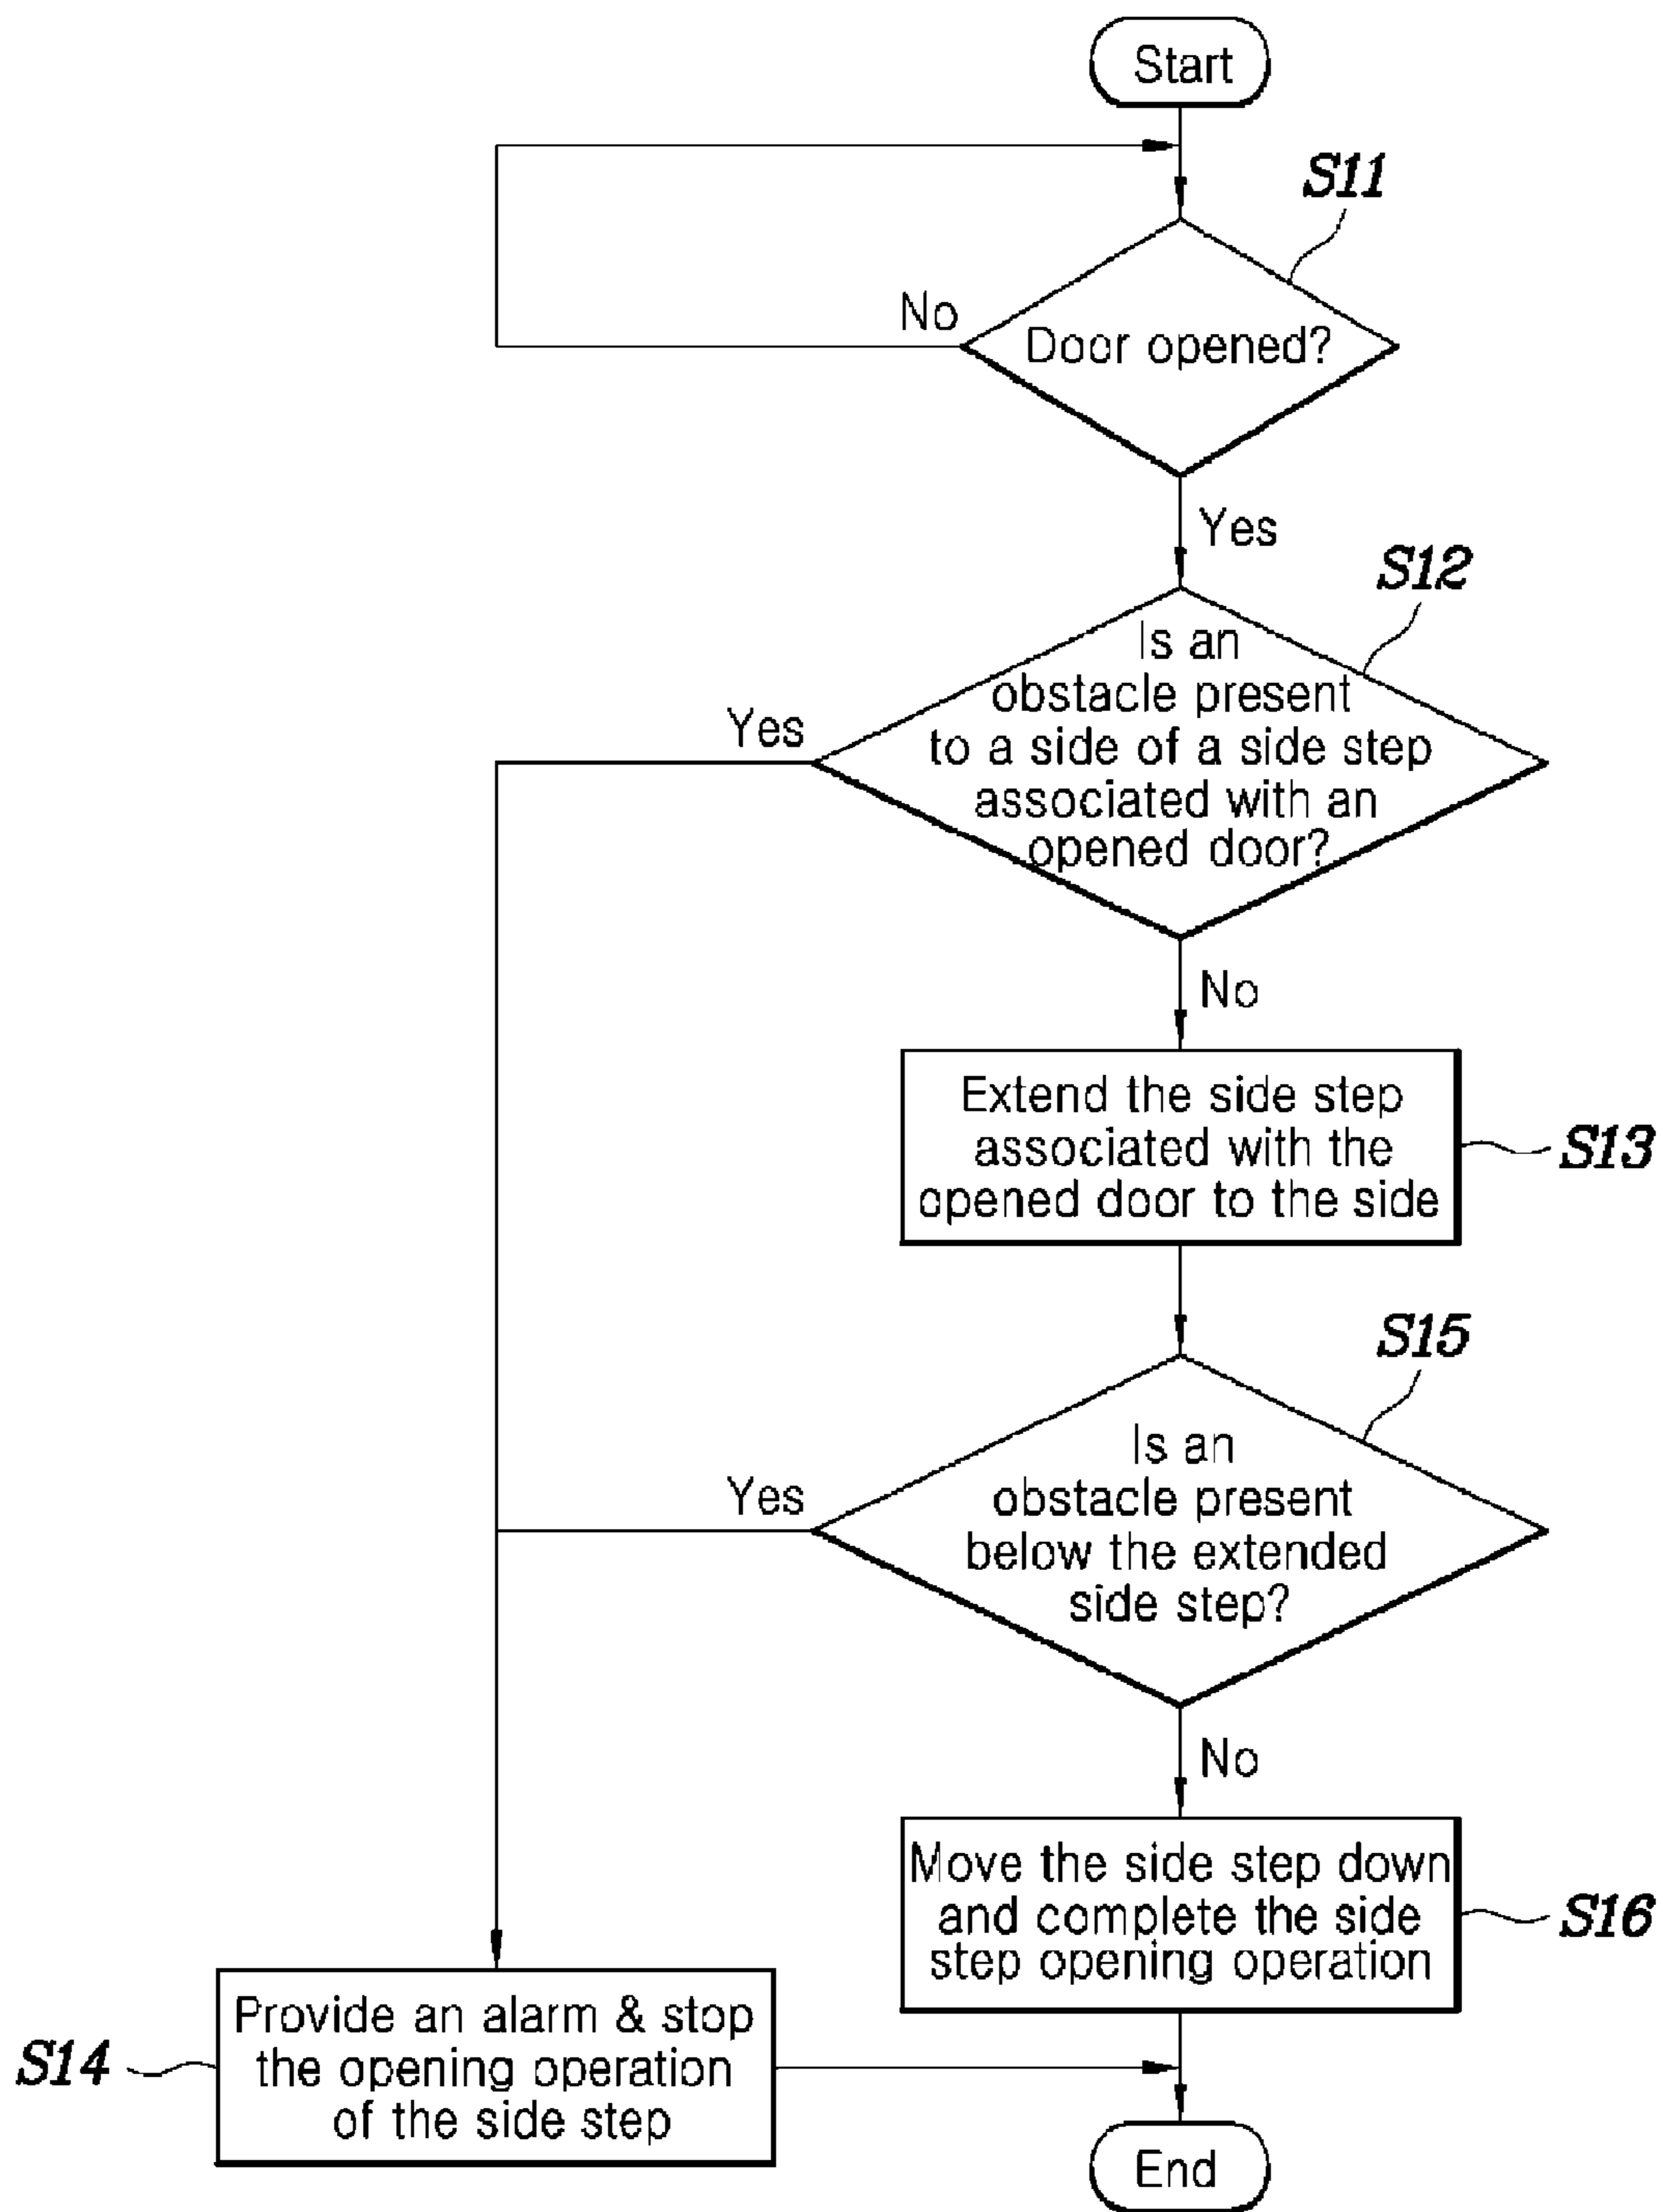 Start
S11
No
Door opened?
Yes
S12
Is an
obstacle present
to a side of a side step
associated with an
opened door?
Yes
No
Extend the side step
associated with the
opened door to the side
S13
S15
Is an
obstacle present
below the extended
side step?
Yes
No
Move the side step down
and complete the side
step opening operation
S16
Provide an alarm & stop
the opening operation
of the side step
S14
End